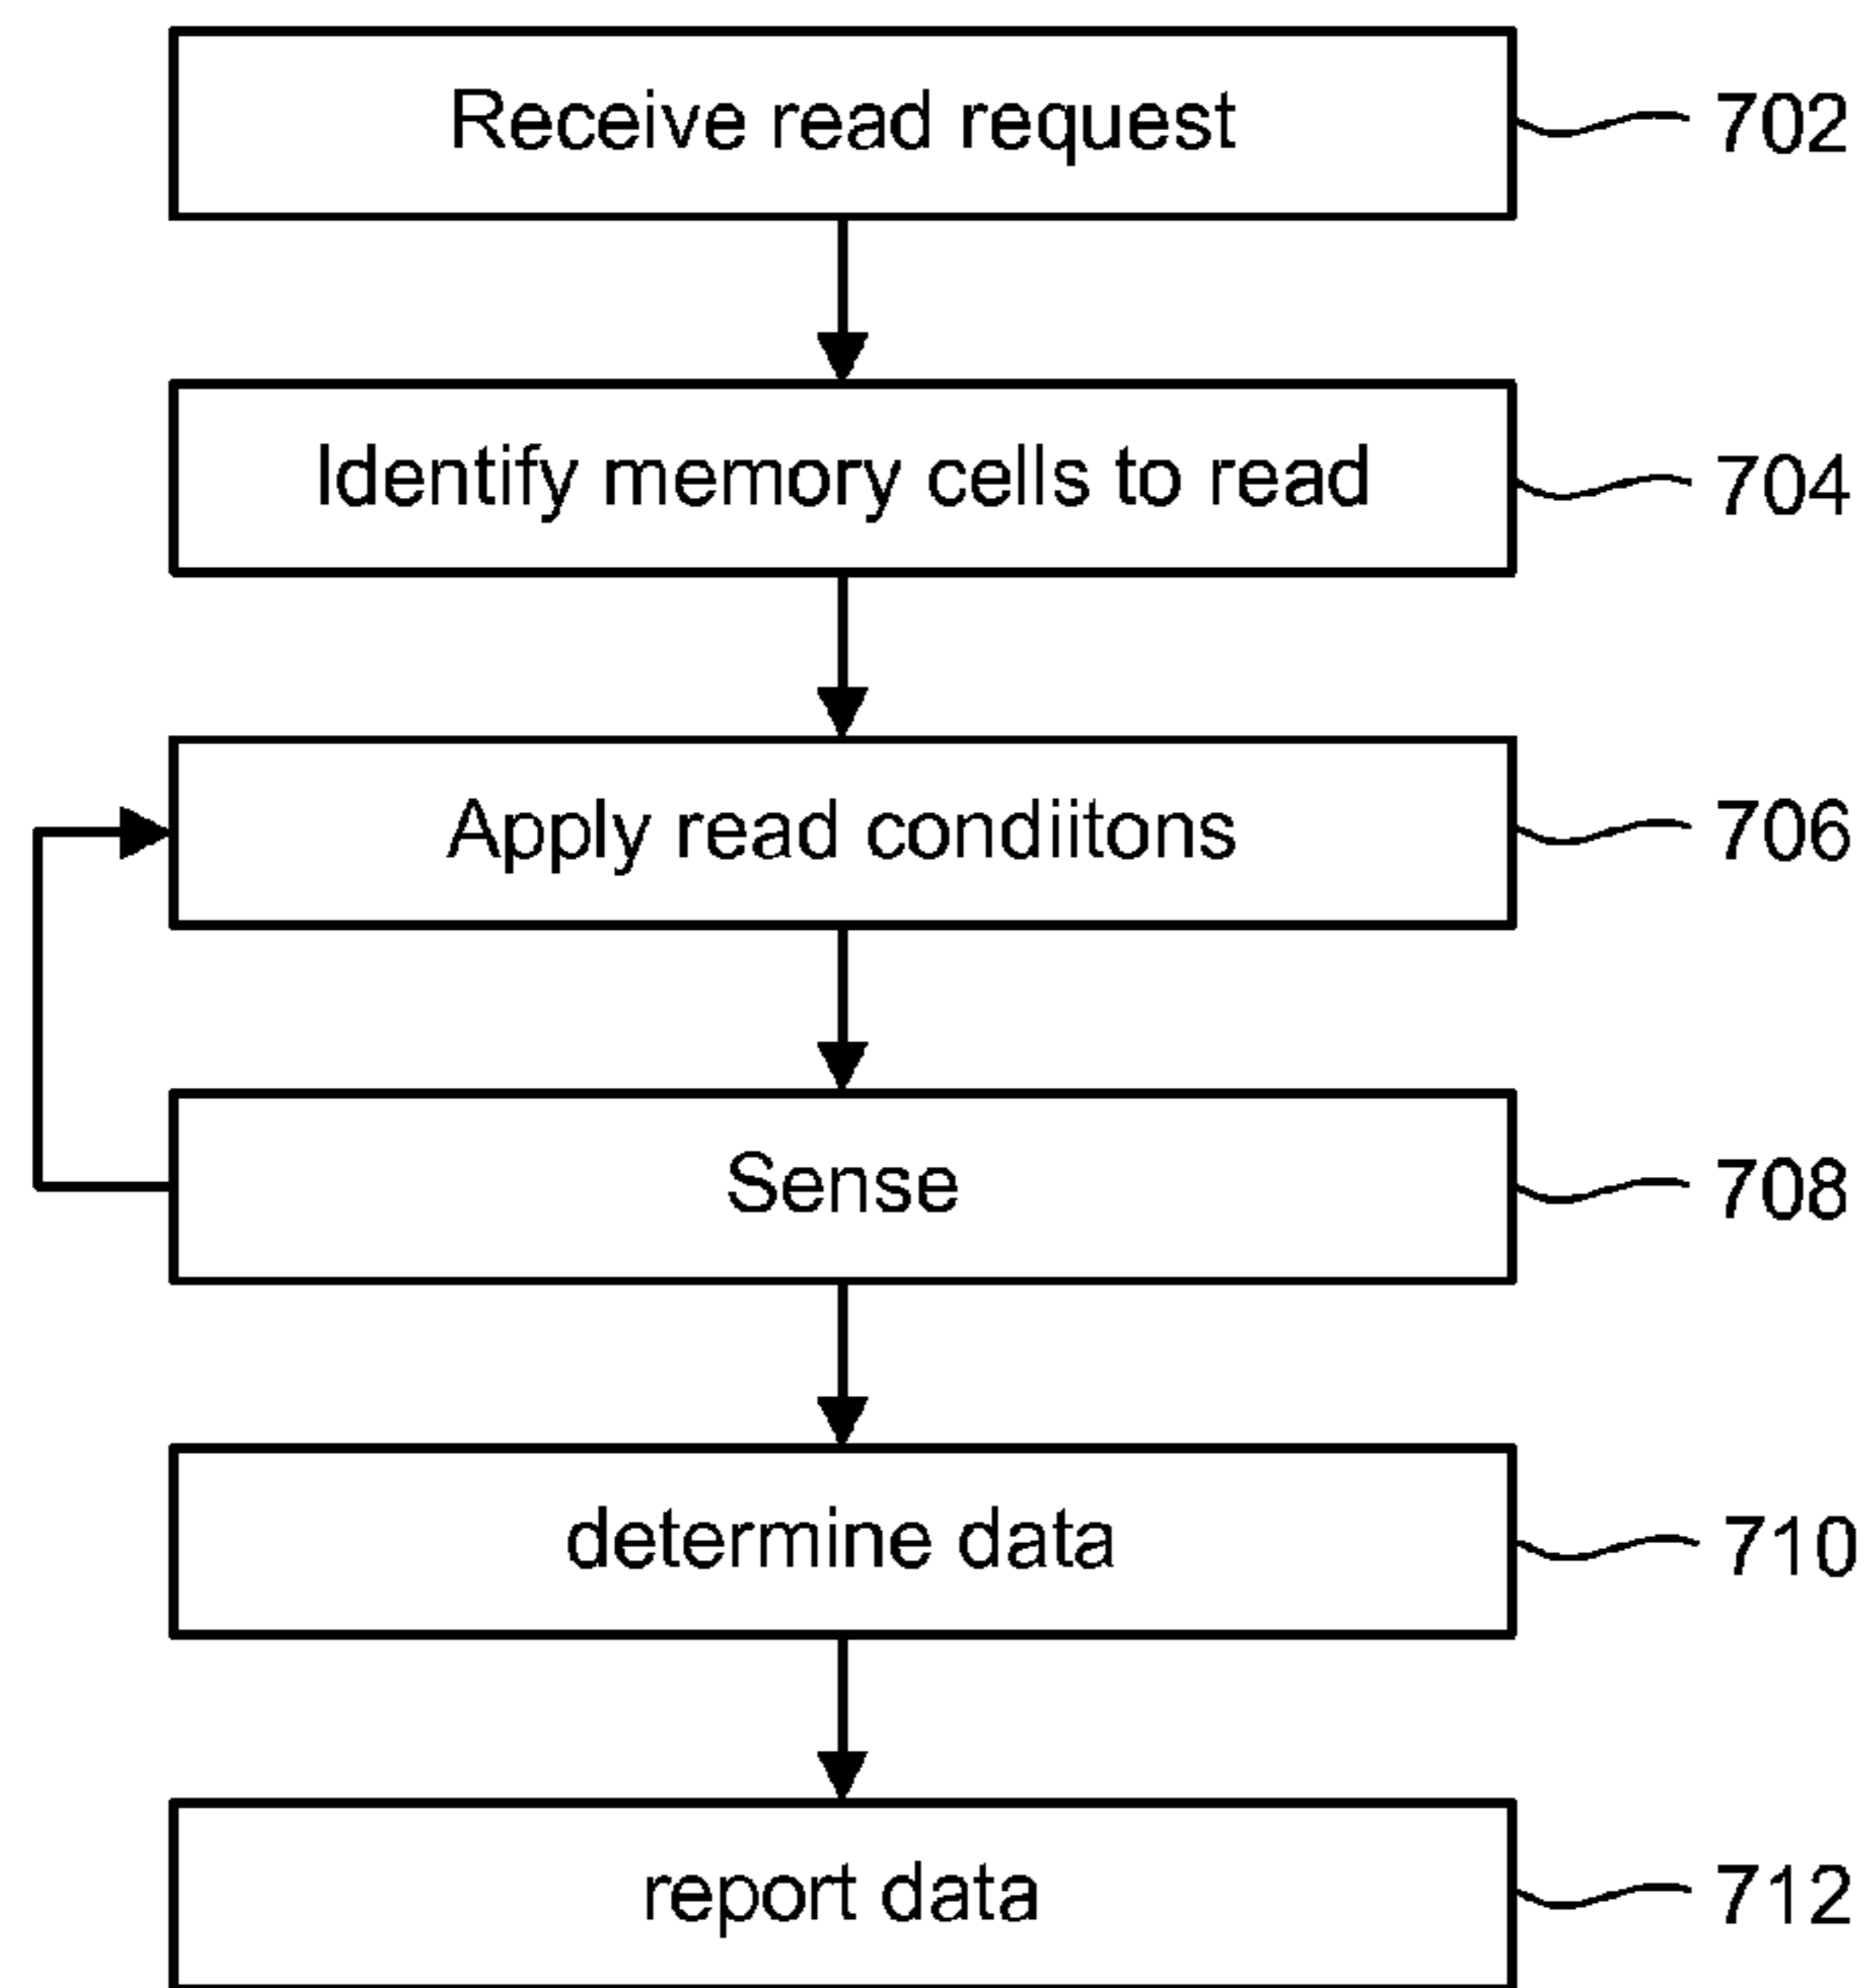 Receive read request 702
Identify memory cells to read 704
Apply read condiitons 706
Sense 708
determine data 710
report data 712